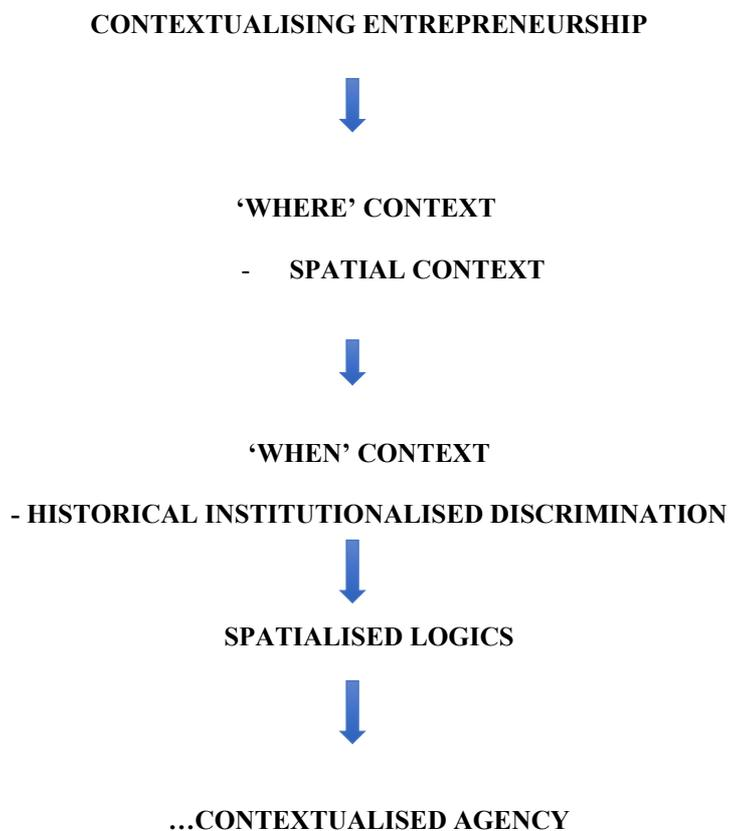 CONTEXTUALISING ENTREPRENEURSHIP
‘WHERE’ CONTEXT
- SPATIAL CONTEXT
‘WHEN’ CONTEXT
- HISTORICAL INSTITUTIONALISED DISCRIMINATION
SPATIALISED LOGICS
…CONTEXTUALISED AGENCY